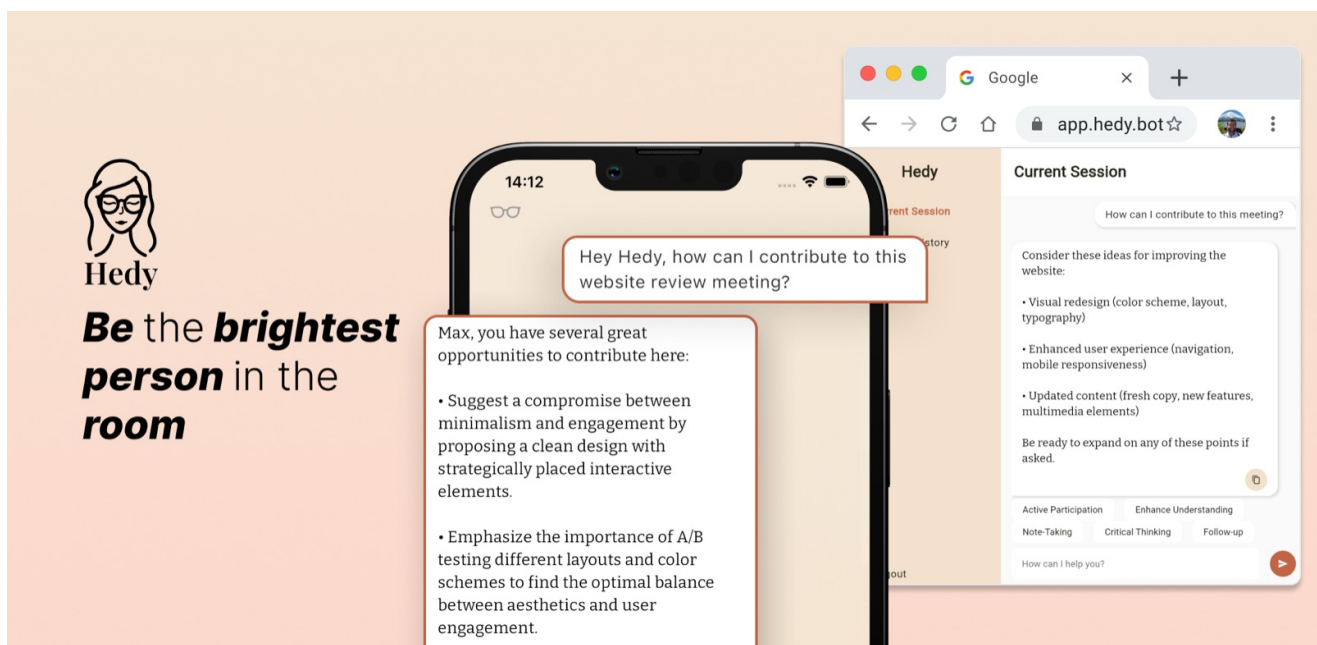 Hedy
Be the brightest
person in the
room
14:12
Hey Hedy, how can I contribute to this
website review meeting?
Max, you have several great
opportunities to contribute here:
• Suggest a compromise between
minimalism and engagement by
proposing a clean design with
strategically placed interactive
elements.
• Emphasize the importance of A/B
testing different layouts and color
schemes to find the optimal balance
between aesthetics and user
engagement.
Google
app.hedy.bot
Hedy
rent Session
story
gout
Current Session
How can I contribute to this meeting?
Consider these ideas for improving the
website:
• Visual redesign (color scheme, layout,
typography)
• Enhanced user experience (navigation,
mobile responsiveness)
• Updated content (fresh copy, new features,
multimedia elements)
Be ready to expand on any of these points if
asked.
Active Participation Enhance Understanding
Note-Taking Critical Thinking Follow-up
How can I help you?